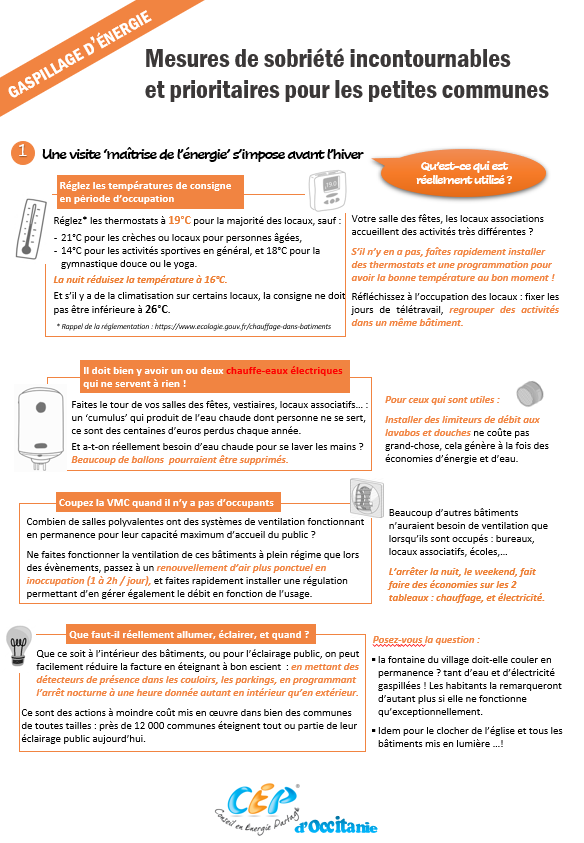 GASPILLAGE D'ÉNERGIE
Mesures de sobriété incontournables
et prioritaires pour les petites communes
1 Une visite 'maîtrise de l'énergie' s'impose avant l'hiver
Qu'est-ce qui est
réellement utilisé ?
Réglez les températures de consigne
en période d'occupation
19.0
Réglez* les thermostats à 19°C pour la majorité des locaux, sauf :
- 21°C pour les crèches ou locaux pour personnes âgées,
- 14°C pour les activités sportives en général, et 18°C pour la
gymnastique douce ou le yoga.
La nuit réduisez la température à 16°C.
Et s'il y a de la climatisation sur certains locaux, la consigne ne doit
pas être inférieure à 26°C.
* Rappel de la réglementation : https://www.ecologie.gouv.fr/chauffage-dans-batiments
Votre salle des fêtes, les locaux associations
accueillent des activités très différentes ?
S'il n'y en a pas, faîtes rapidement installer
des thermostats et une programmation pour
avoir la bonne température au bon moment !
Réfléchissez à l'occupation des locaux : fixer les
jours de télétravail, regrouper des activités
dans un même bâtiment.
Il doit bien y avoir un ou deux chauffe-eaux électriques
qui ne servent à rien !
Faites le tour de vos salles des fêtes, vestiaires, locaux associatifs... :
un 'cumulus' qui produit de l'eau chaude dont personne ne se sert,
ce sont des centaines d'euros perdus chaque année.
Et a-t-on réellement besoin d'eau chaude pour se laver les mains ?
Beaucoup de ballons pourraient être supprimés.
Pour ceux qui sont utiles :
Installer des limiteurs de débit aux
lavabos et douches ne coûte pas
grand-chose, cela génère à la fois des
économies d'énergie et d'eau.
Coupez la VMC quand il n'y a pas d'occupants
Combien de salles polyvalentes ont des systèmes de ventilation fonctionnant
en permanence pour leur capacité maximum d'accueil du public ?
Ne faites fonctionner la ventilation de ces bâtiments à plein régime que lors
des évènements, passez à un renouvellement d'air plus ponctuel en
inoccupation (1 à 2h / jour), et faites rapidement installer une régulation
permettant d'en gérer également le débit en fonction de l'usage.
Beaucoup d'autres bâtiments
n'auraient besoin de ventilation que
lorsqu'ils sont occupés : bureaux,
locaux associatifs, écoles,...
L'arrêter la nuit, le weekend, fait
faire des économies sur les 2
tableaux : chauffage, et électricité.
Que faut-il réellement allumer, éclairer, et quand ?
Que ce soit à l'intérieur des bâtiments, ou pour l'éclairage public, on peut
facilement réduire la facture en éteignant à bon escient : en mettant des
détecteurs de présence dans les couloirs, les parkings, en programmant
l'arrêt nocturne à une heure donnée autant en intérieur qu'en extérieur.
Ce sont des actions à moindre coût mis en œuvre dans bien des communes
de toutes tailles : près de 12 000 communes éteignent tout ou partie de leur
éclairage public aujourd'hui.
Posez-vous la question :
▪ la fontaine du village doit-elle couler en
permanence ? tant d'eau et d'électricité
gaspillées ! Les habitants la remarqueront
d'autant plus si elle ne fonctionne
qu'exceptionnellement.
▪ Idem pour le clocher de l'église et tous les
bâtiments mis en lumière ...!
CÉP
Conseil en Energie Partagé
d'Occitanie